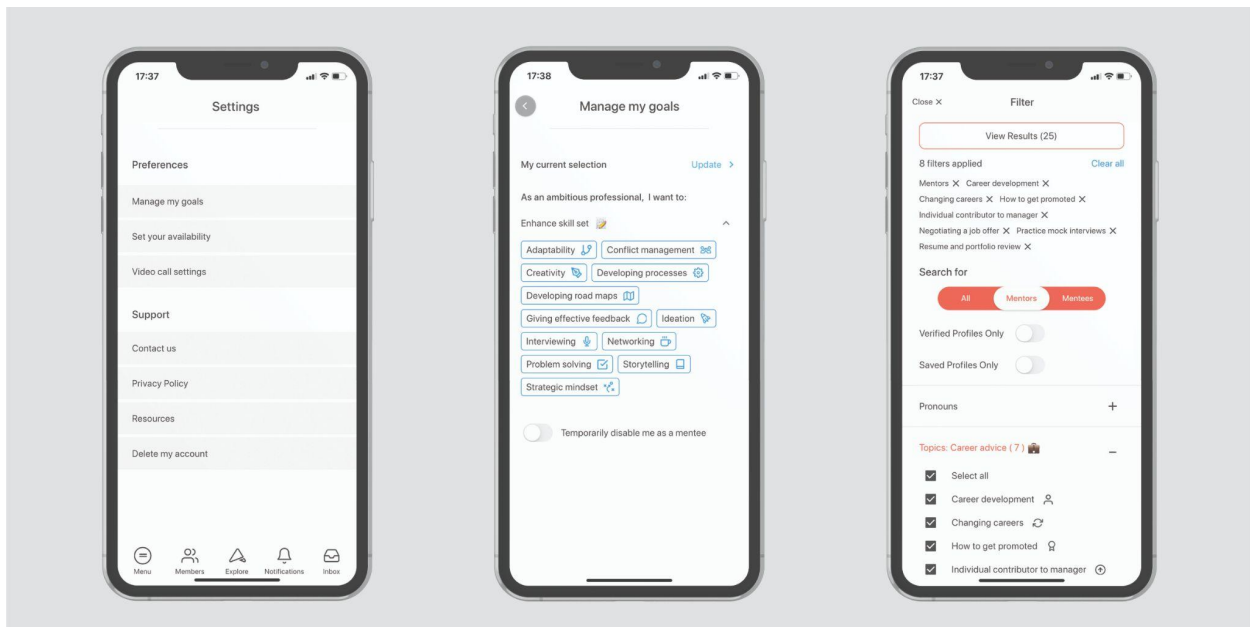 17:37
Settings
Preferences
Manage my goals
Set your availability
Video call settings
Support
Contact us
Privacy Policy
Resources
Delete my account
Menu Members Explore Notifications Inbox
17:38
Manage my goals
My current selection Update >
As an ambitious professional, I want to:
Enhance skill set
Adaptability Conflict management
Creativity Developing processes
Developing road maps
Giving effective feedback Ideation
Interviewing Networking
Problem solving Storytelling
Strategic mindset
Temporarily disable me as a mentee
17:37
Close X Filter
View Results (25)
8 filters applied Clear all
Mentors X Career development X
Changing careers X How to get promoted X
Individual contributor to manager X
Negotiating a job offer X Practice mock interviews X
Resume and portfolio review X
Search for
All Mentors Mentees
Verified Profiles Only
Saved Profiles Only
Pronouns +
Topics: Career advice ( 7 ) –
Select all
Career development
Changing careers
How to get promoted
Individual contributor to manager